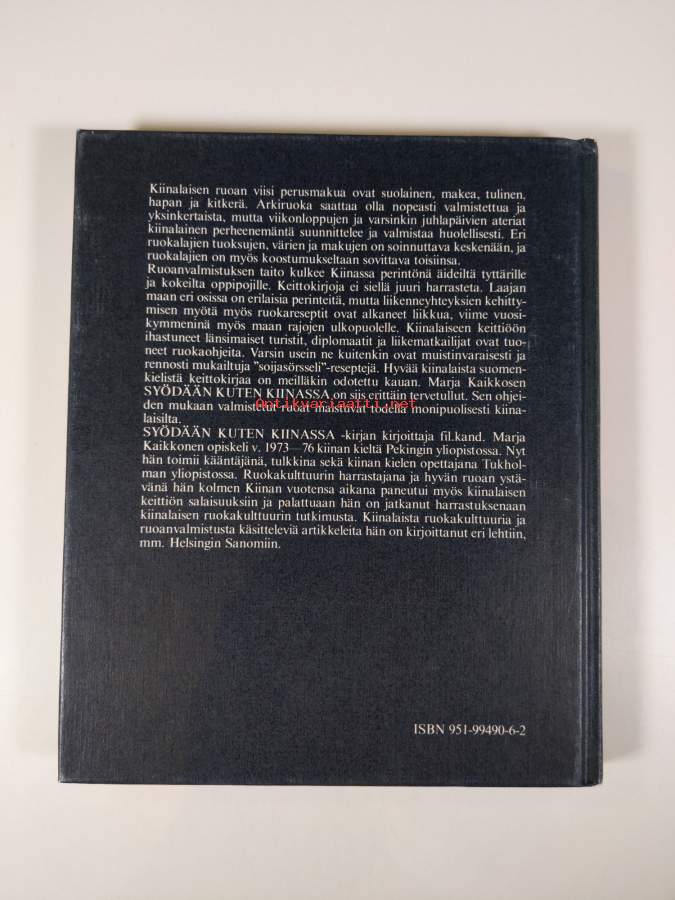 Kiinalaisen ruoan viisi perusmakua ovat suolainen, makea, tulinen,
hapan ja kitkerä. Arkiruoka saattaa olla nopeasti valmistettua ja
yksinkertaista, mutta viikonloppujen ja varsinkin juhlapäivien ateriat
kiinalainen perheenemäntä suunnittelee ja valmistaa huolellisesti. Eri
ruokalajien tuoksujen, värien ja makujen on soinnuttava keskenään, ja
ruokalajien on myös koostumukseltaan sovittava toisiinsa.
Ruoanvalmistuksen taito kulkee Kiinassa perintönä äideiltä tyttärille
ja kokeilta oppipojille. Keittokirjoja ei siellä juuri harrasteta. Laajan
maan eri osissa on erilaisia perinteitä, mutta liikenneyhteyksien kehitty-
misen myötä myös ruokareseptit ovat alkaneet liikkua, viime vuosi-
kymmeninä myös maan rajojen ulkopuolelle. Kiinalaiseen keittiöön
ihastuneet länsimaiset turistit, diplomaatit ja liikematkailijat ovat tuo-
neet ruokaohjeita. Varsin usein ne kuitenkin ovat muistinvaraisesti ja
rennosti mukailtuja "soijasörsseli"-reseptejä. Hyvää kiinalaista suomen-
kielistä keittokirjaa on meilläkin odotettu kauan. Marja Kaikkosen
SYÖDÄÄN KUTEN KIINASSA on siis erittäin tervetullut. Sen ohjei-
antikvariaatti.net
den mukaan valmistetut ruoat maistuvat todella monipuolisesti kiina-
laisilta.
SYÖDÄÄN KUTEN KIINASSA -kirjan kirjoittaja fil.kand. Marja
Kaikkonen opiskeli v. 1973—76 kiinan kieltä Pekingin yliopistossa. Nyt
hän toimii kääntäjänä, tulkkina sekä kiinan kielen opettajana Tukhol-
man yliopistossa. Ruokakulttuurin harrastajana ja hyvän ruoan ystä-
vänä hän kolmen Kiinan vuotensa aikana paneutui myös kiinalaisen
keittiön salaisuuksiin ja palattuaan hän on jatkanut harrastuksenaan
kiinalaisen ruokakulttuurin tutkimusta. Kiinalaista ruokakulttuuria ja
ruoanvalmistusta käsitteleviä artikkeleita hän on kirjoittanut eri lehtiin,
mm. Helsingin Sanomiin.
ISBN 951-99490-6-2